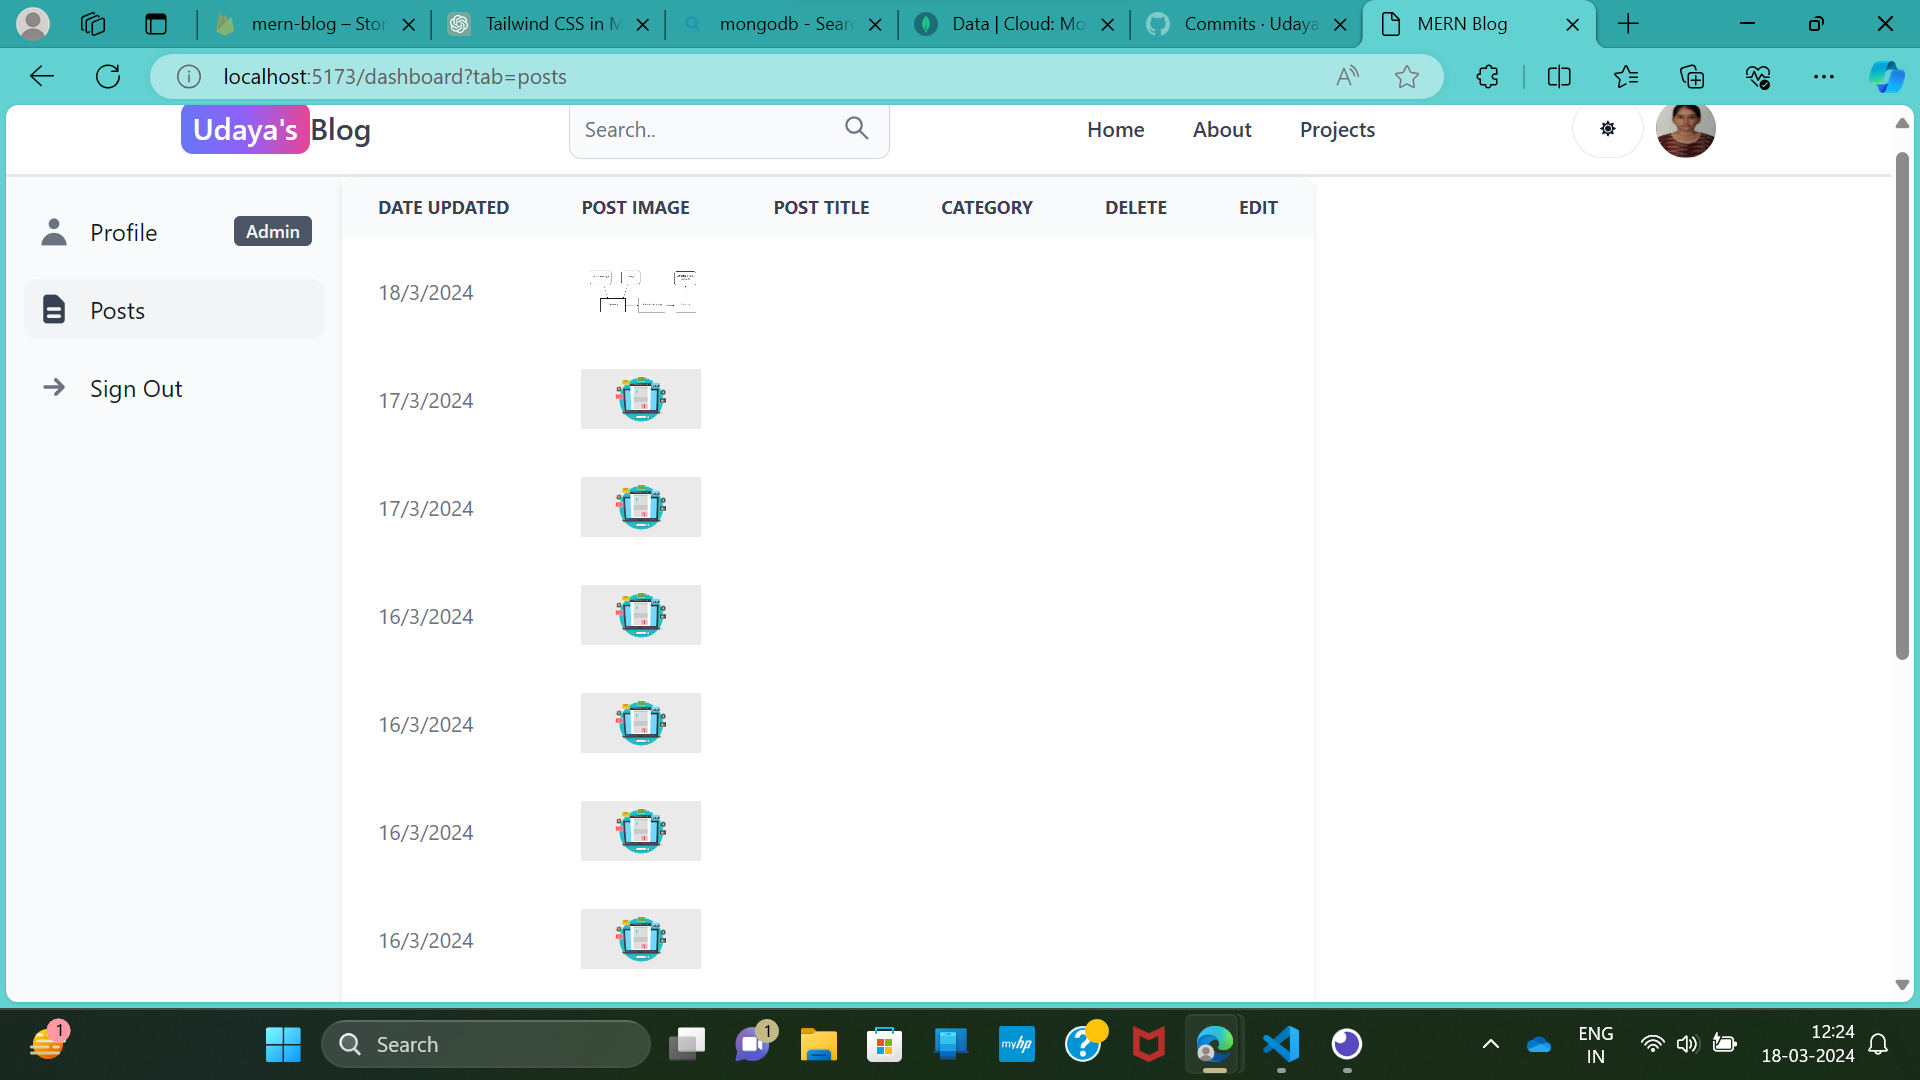 mern-blog – Stor
Tailwind CSS in M
mongodb - Sear
Data | Cloud: Mo
Commits · Udaya
MERN Blog
localhost:5173/dashboard?tab=posts
Udaya's Blog
Search..
Home
About
Projects
Profile
Admin
Posts
Sign Out
DATE UPDATED POST IMAGE POST TITLE CATEGORY DELETE EDIT
18/3/2024
17/3/2024
17/3/2024
16/3/2024
16/3/2024
16/3/2024
16/3/2024
1
Search
1
myhp
ENG
IN
12:24
18-03-2024